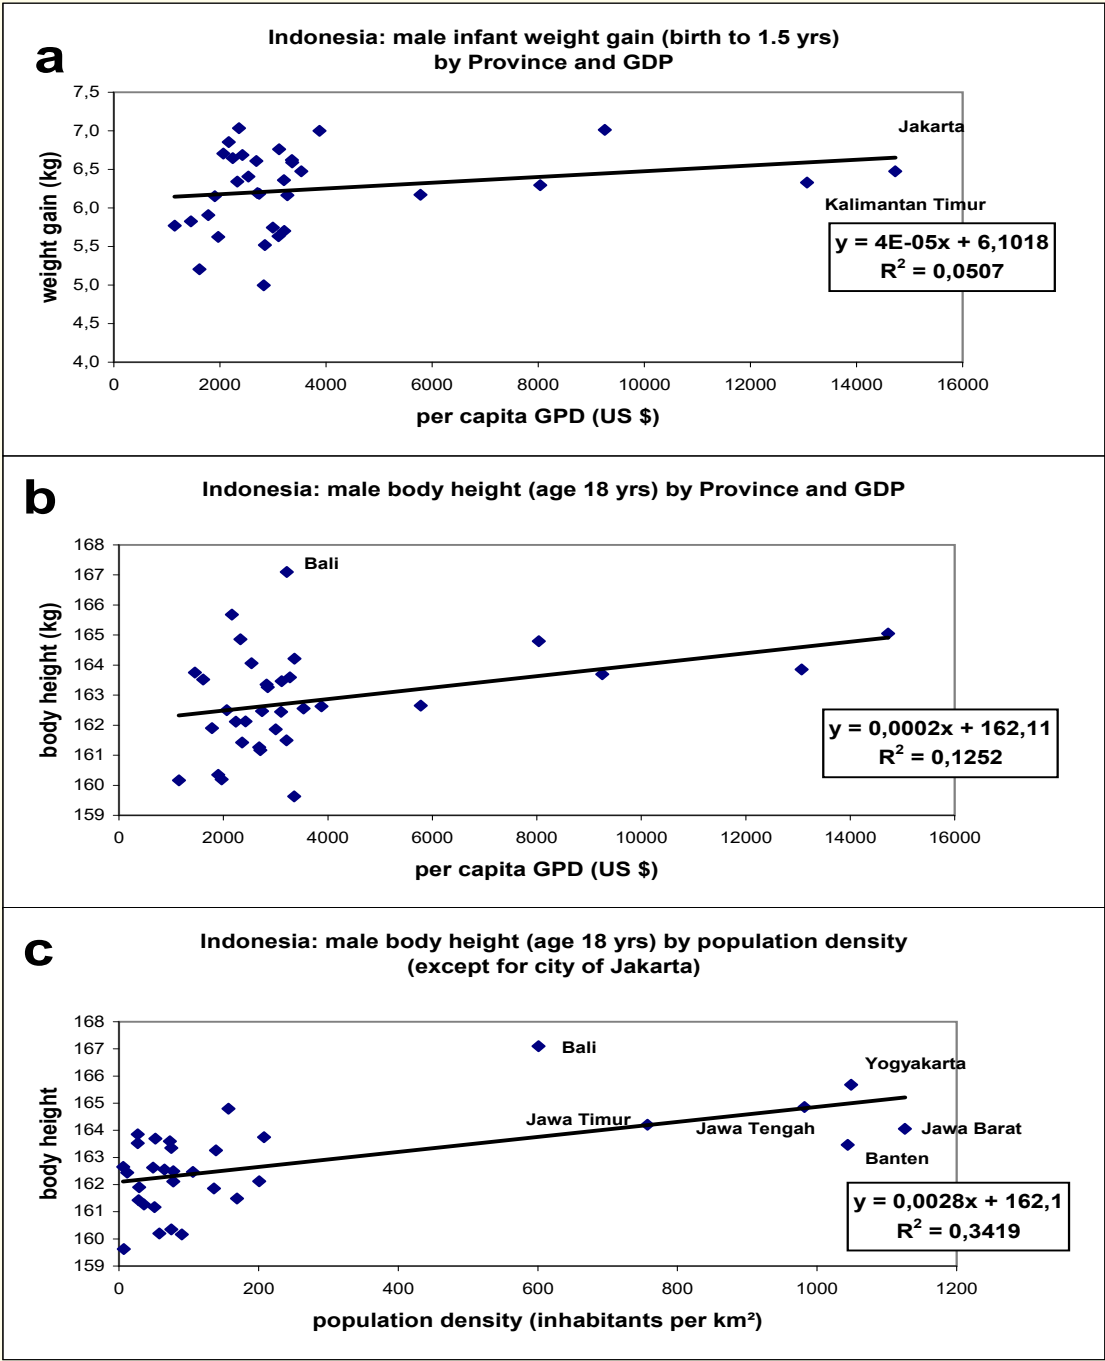 a
Indonesia: male infant weight gain (birth to 1.5 yrs)
by Province and GDP
7,5
7,0
6,5
6,0
5,5
5,0
4,5
4,0
weight gain (kg)
Jakarta
Kalimantan Timur
y = 4E-05x + 6,1018
R² = 0,0507
0 2000 4000 6000 8000 10000 12000 14000 16000
per capita GPD (US $)
b
Indonesia: male body height (age 18 yrs) by Province and GDP
168
167
166
165
164
163
162
161
160
159
body height (kg)
Bali
y = 0,0002x + 162,11
R² = 0,1252
0 2000 4000 6000 8000 10000 12000 14000 16000
per capita GPD (US $)
c
Indonesia: male body height (age 18 yrs) by population density
(except for city of Jakarta)
168
167
166
165
164
163
162
161
160
159
body height
Bali
Yogyakarta
Jawa Timur
Jawa Tengah
Jawa Barat
Banten
y = 0,0028x + 162,1
R² = 0,3419
0 200 400 600 800 1000 1200
population density (inhabitants per km²)